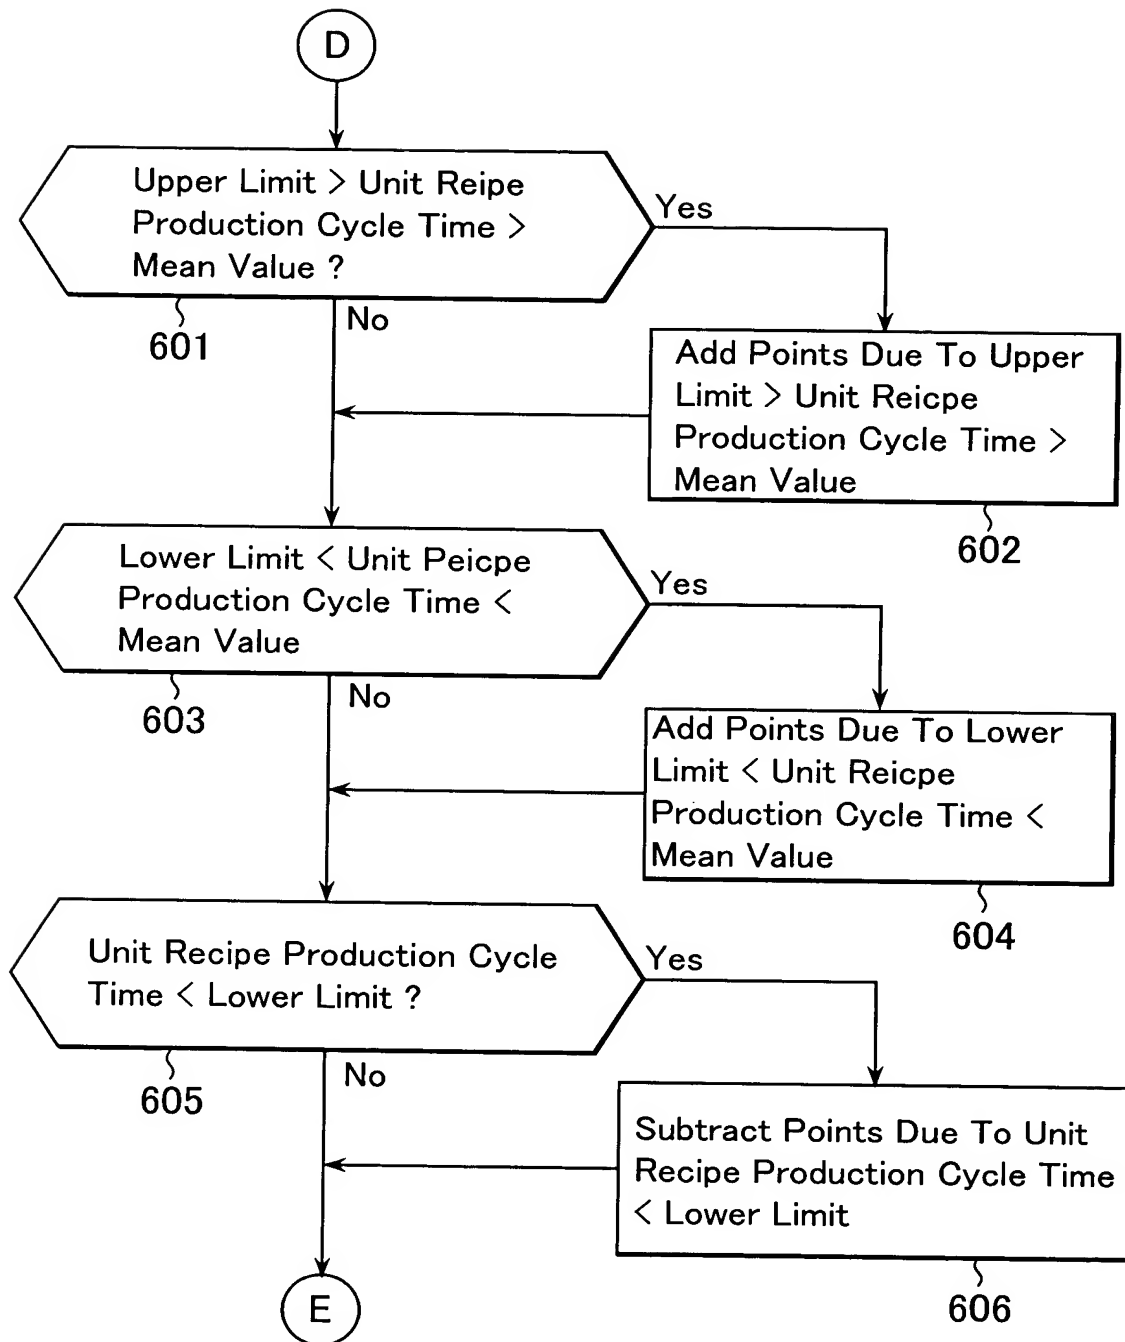 D
Upper Limit > Unit Reipe
Production Cycle Time >
Mean Value ?
Yes
601
No
Add Points Due To Upper
Limit > Unit Reicpe
Production Cycle Time >
Mean Value
602
Lower Limit < Unit Peicpe
Production Cycle Time <
Mean Value
Yes
603
No
Add Points Due To Lower
Limit < Unit Reicpe
Production Cycle Time <
Mean Value
604
Unit Recipe Production Cycle
Time < Lower Limit ?
Yes
605
No
Subtract Points Due To Unit
Recipe Production Cycle Time
< Lower Limit
606
E